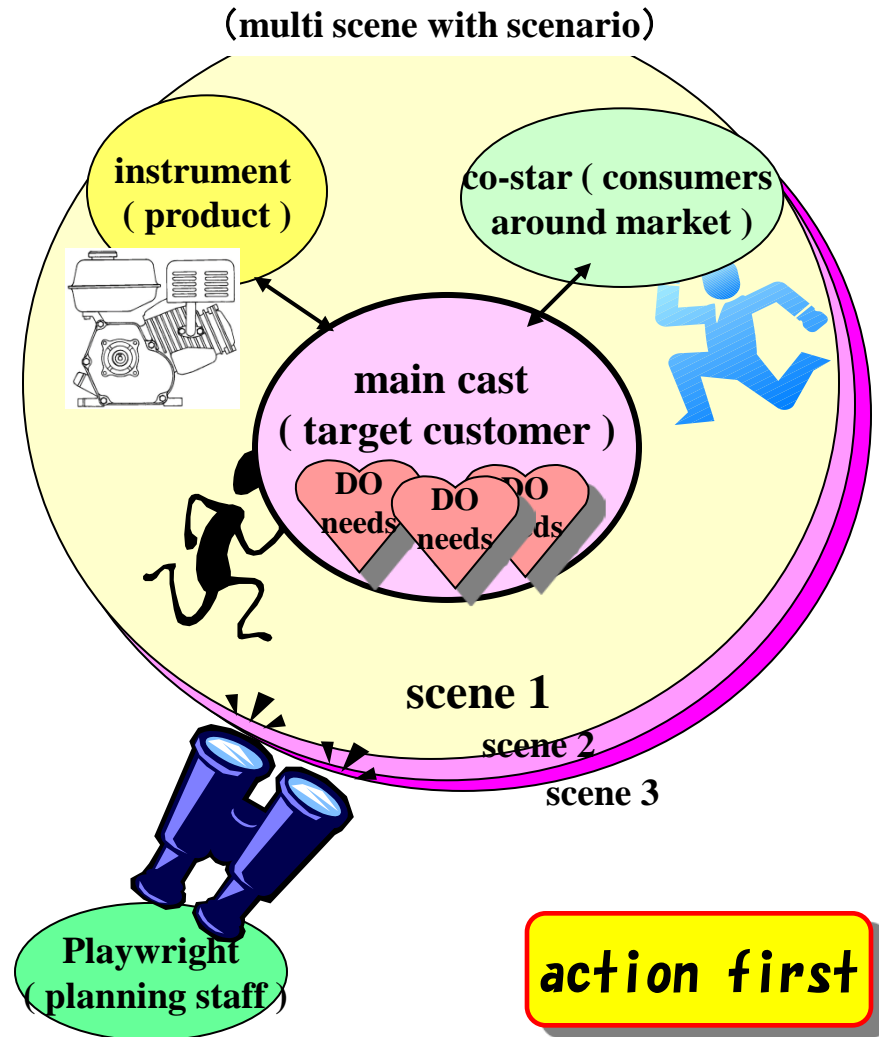 （multi scene with scenario）
instrument
( product )
co-star ( consumers
around market )
main cast
( target customer )
DO
needs
DO
needs
DO
eds
scene 1
scene 2
scene 3
Playwright
( planning staff )
action first